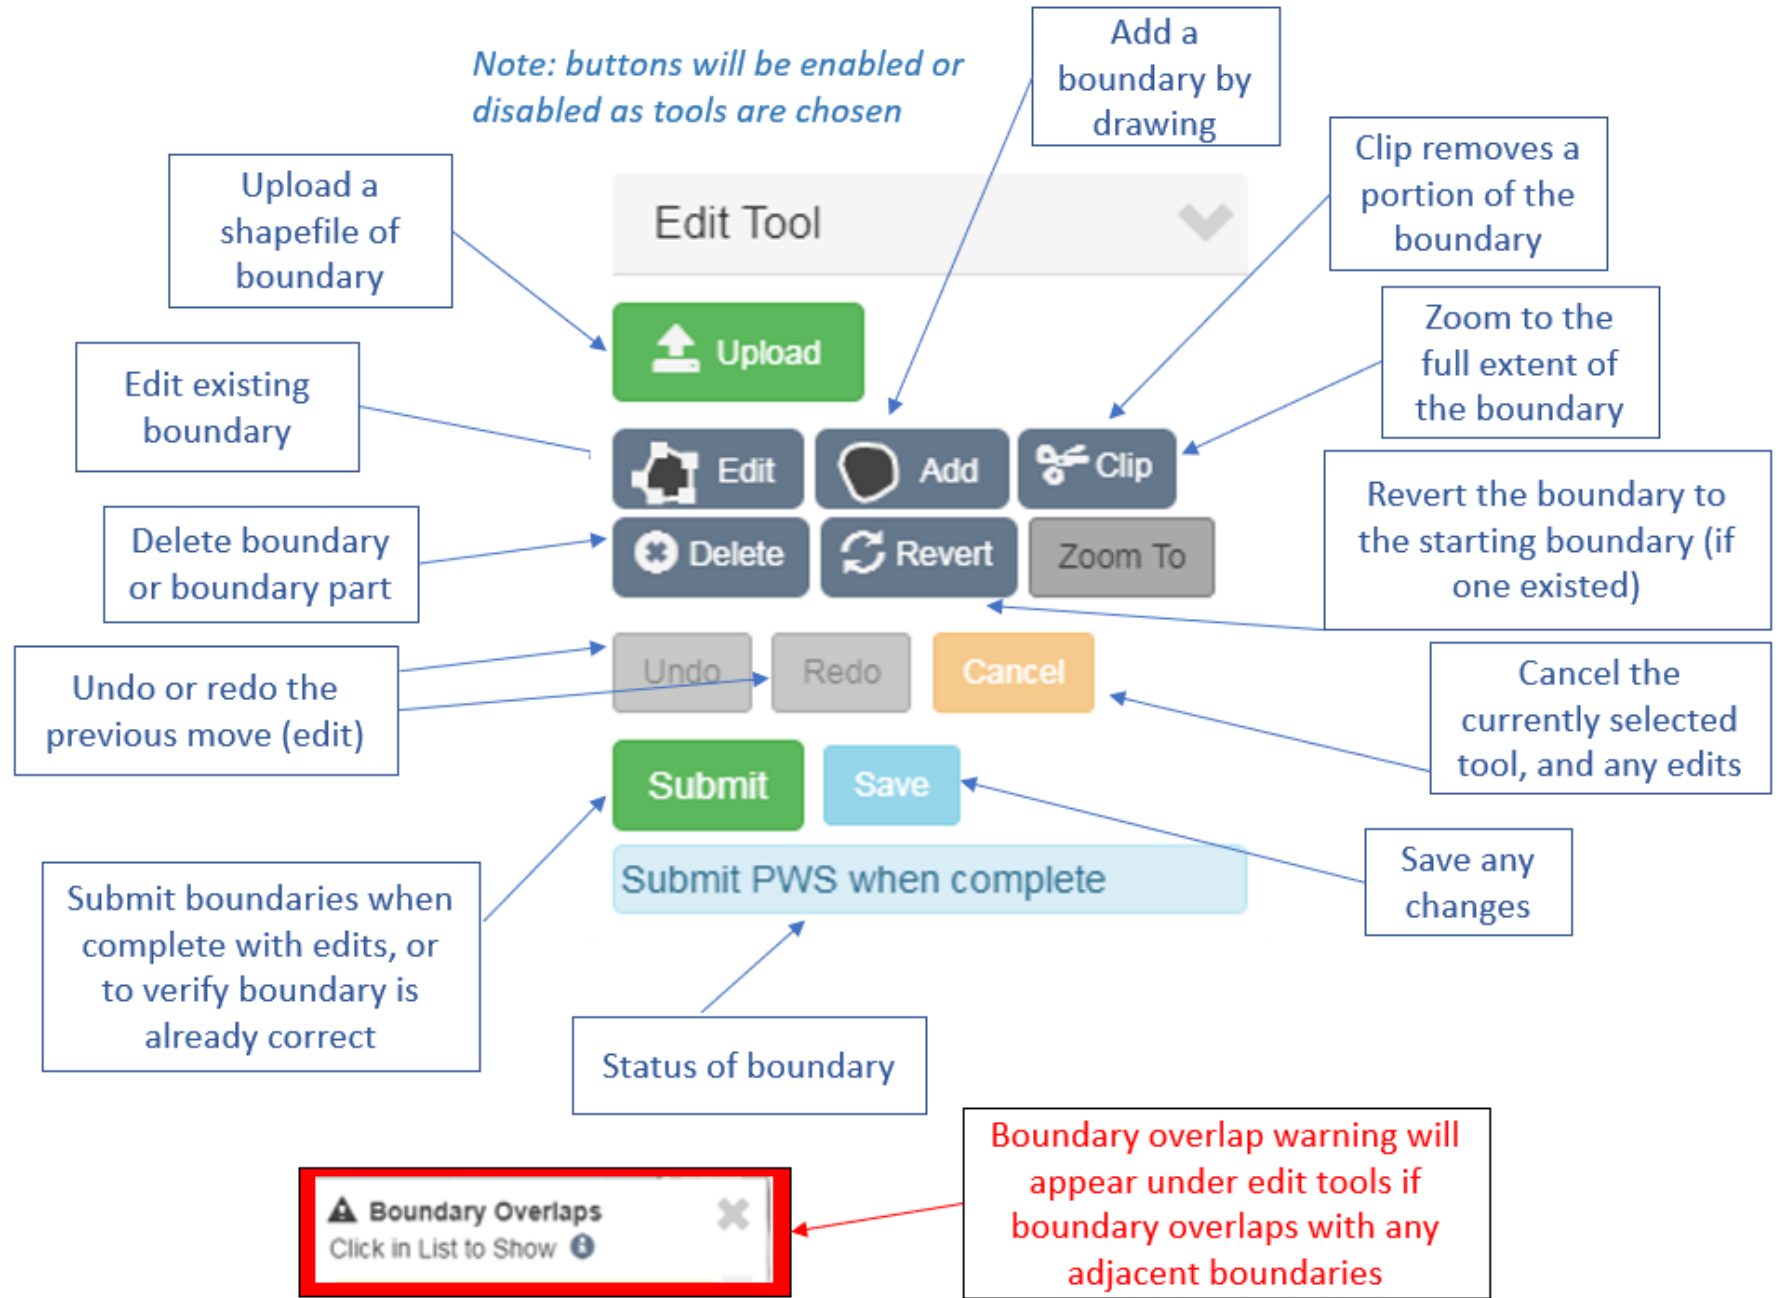 Note: buttons will be enabled or
disabled as tools are chosen
Add a
boundary by
drawing
Clip removes a
portion of the
boundary
Upload a
shapefile of
boundary
Edit Tool
Zoom to the
full extent of
the boundary
Upload
Edit existing
boundary
Edit
Add
Clip
Revert the boundary to
the starting boundary (if
one existed)
Delete boundary
or boundary part
Delete
Revert
Zoom To
Undo or redo the
previous move (edit)
Undo
Redo
Cancel
Cancel the
currently selected
tool, and any edits
Submit
Save
Save any
changes
Submit PWS when complete
Submit boundaries when
complete with edits, or
to verify boundary is
already correct
Status of boundary
Boundary Overlaps
Click in List to Show
Boundary overlap warning will
appear under edit tools if
boundary overlaps with any
adjacent boundaries